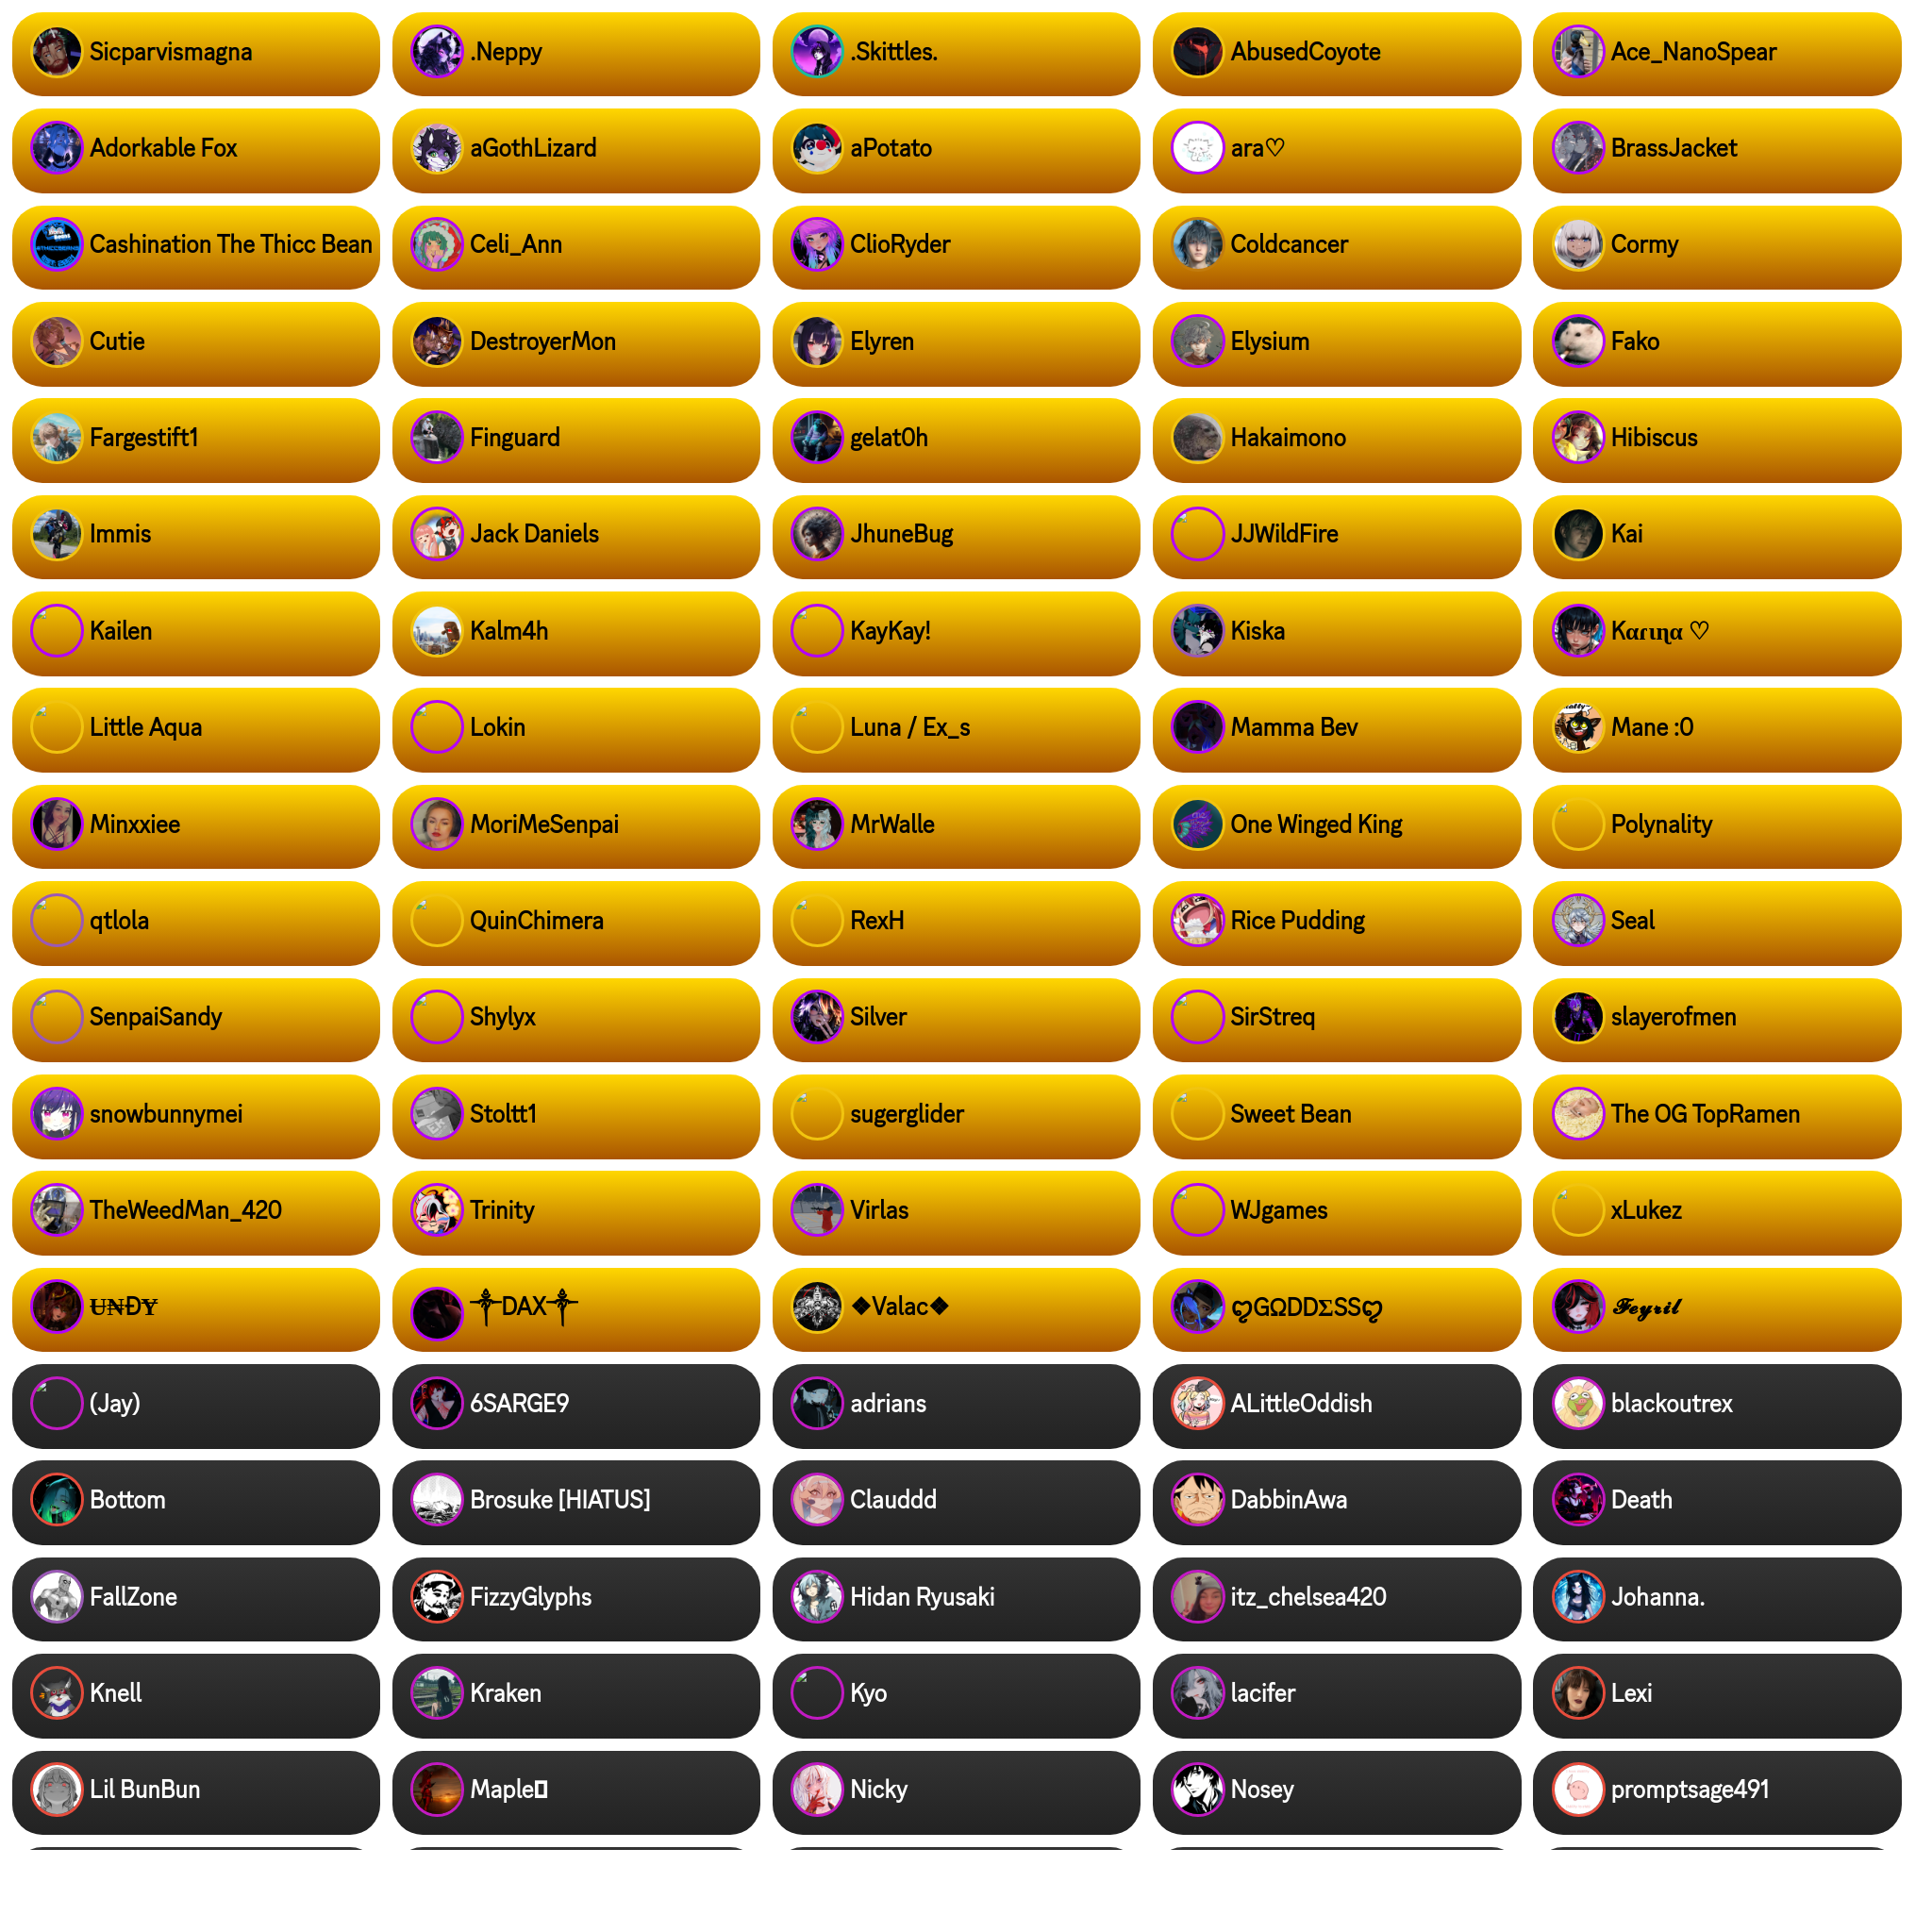 Sicparvismagna .Neppy .Skittles. AbusedCoyote Ace_NanoSpear
Adorkable Fox aGothLizard aPotato ara♡ BrassJacket
Cashination The Thicc Bean Celi_Ann ClioRyder Coldcancer Cormy
Cutie DestroyerMon Elyren Elysium Fako
Fargestift1 Finguard gelat0h Hakaimono Hibiscus
Immis Jack Daniels JhuneBug JJWildFire Kai
Kailen Kalm4h KayKay! Kiska Kαɾιɳα ♡
Little Aqua Lokin Luna / Ex_s Mamma Bev Mane :0
Minxxiee MoriMeSenpai MrWalle One Winged King Polynality
qtlola QuinChimera RexH Rice Pudding Seal
SenpaiSandy Shylyx Silver SirStreq slayerofmen
snowbunnymei Stoltt1 sugerglider Sweet Bean The OG TopRamen
TheWeedMan_420 Trinity Virlas WJgames xLukez
U̶₦ĐɎ ༒DAX༒ ❖Valac❖ ღGΩDDΣSSღ 𝓕𝓮𝔂𝓻𝓲𝓵
(Jay) 6SARGE9 adrians ALittleOddish blackoutrex
Bottom Brosuke [HIATUS] Clauddd DabbinAwa Death
FallZone FizzyGlyphs Hidan Ryusaki itz_chelsea420 Johanna.
Knell Kraken Kyo lacifer Lexi
Lil BunBun Maple Nicky Nosey promptsage491